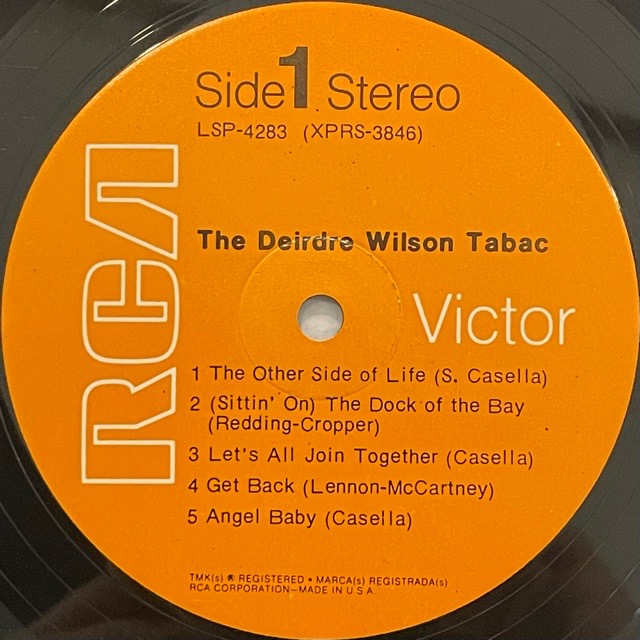 Side 1 Stereo
LSP-4283 (XPRS-3846)
RCA
The Deirdre Wilson Tabac
Victor
1 The Other Side of Life (S. Casella)
2 (Sittin' On) The Dock of the Bay
(Redding-Cropper)
3 Let's All Join Together (Casella)
4 Get Back (Lennon-McCartney)
5 Angel Baby (Casella)
TMK(s) ® REGISTERED • MARCA(s) REGISTRADA(s)
RCA CORPORATION—MADE IN U.S.A.